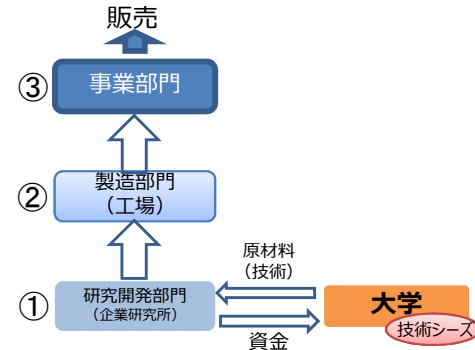 販売
③ 事業部門
② 製造部門
（工場）
原材料
（技術）
① 研究開発部門
（企業研究所）
大学
技術シーズ
資金